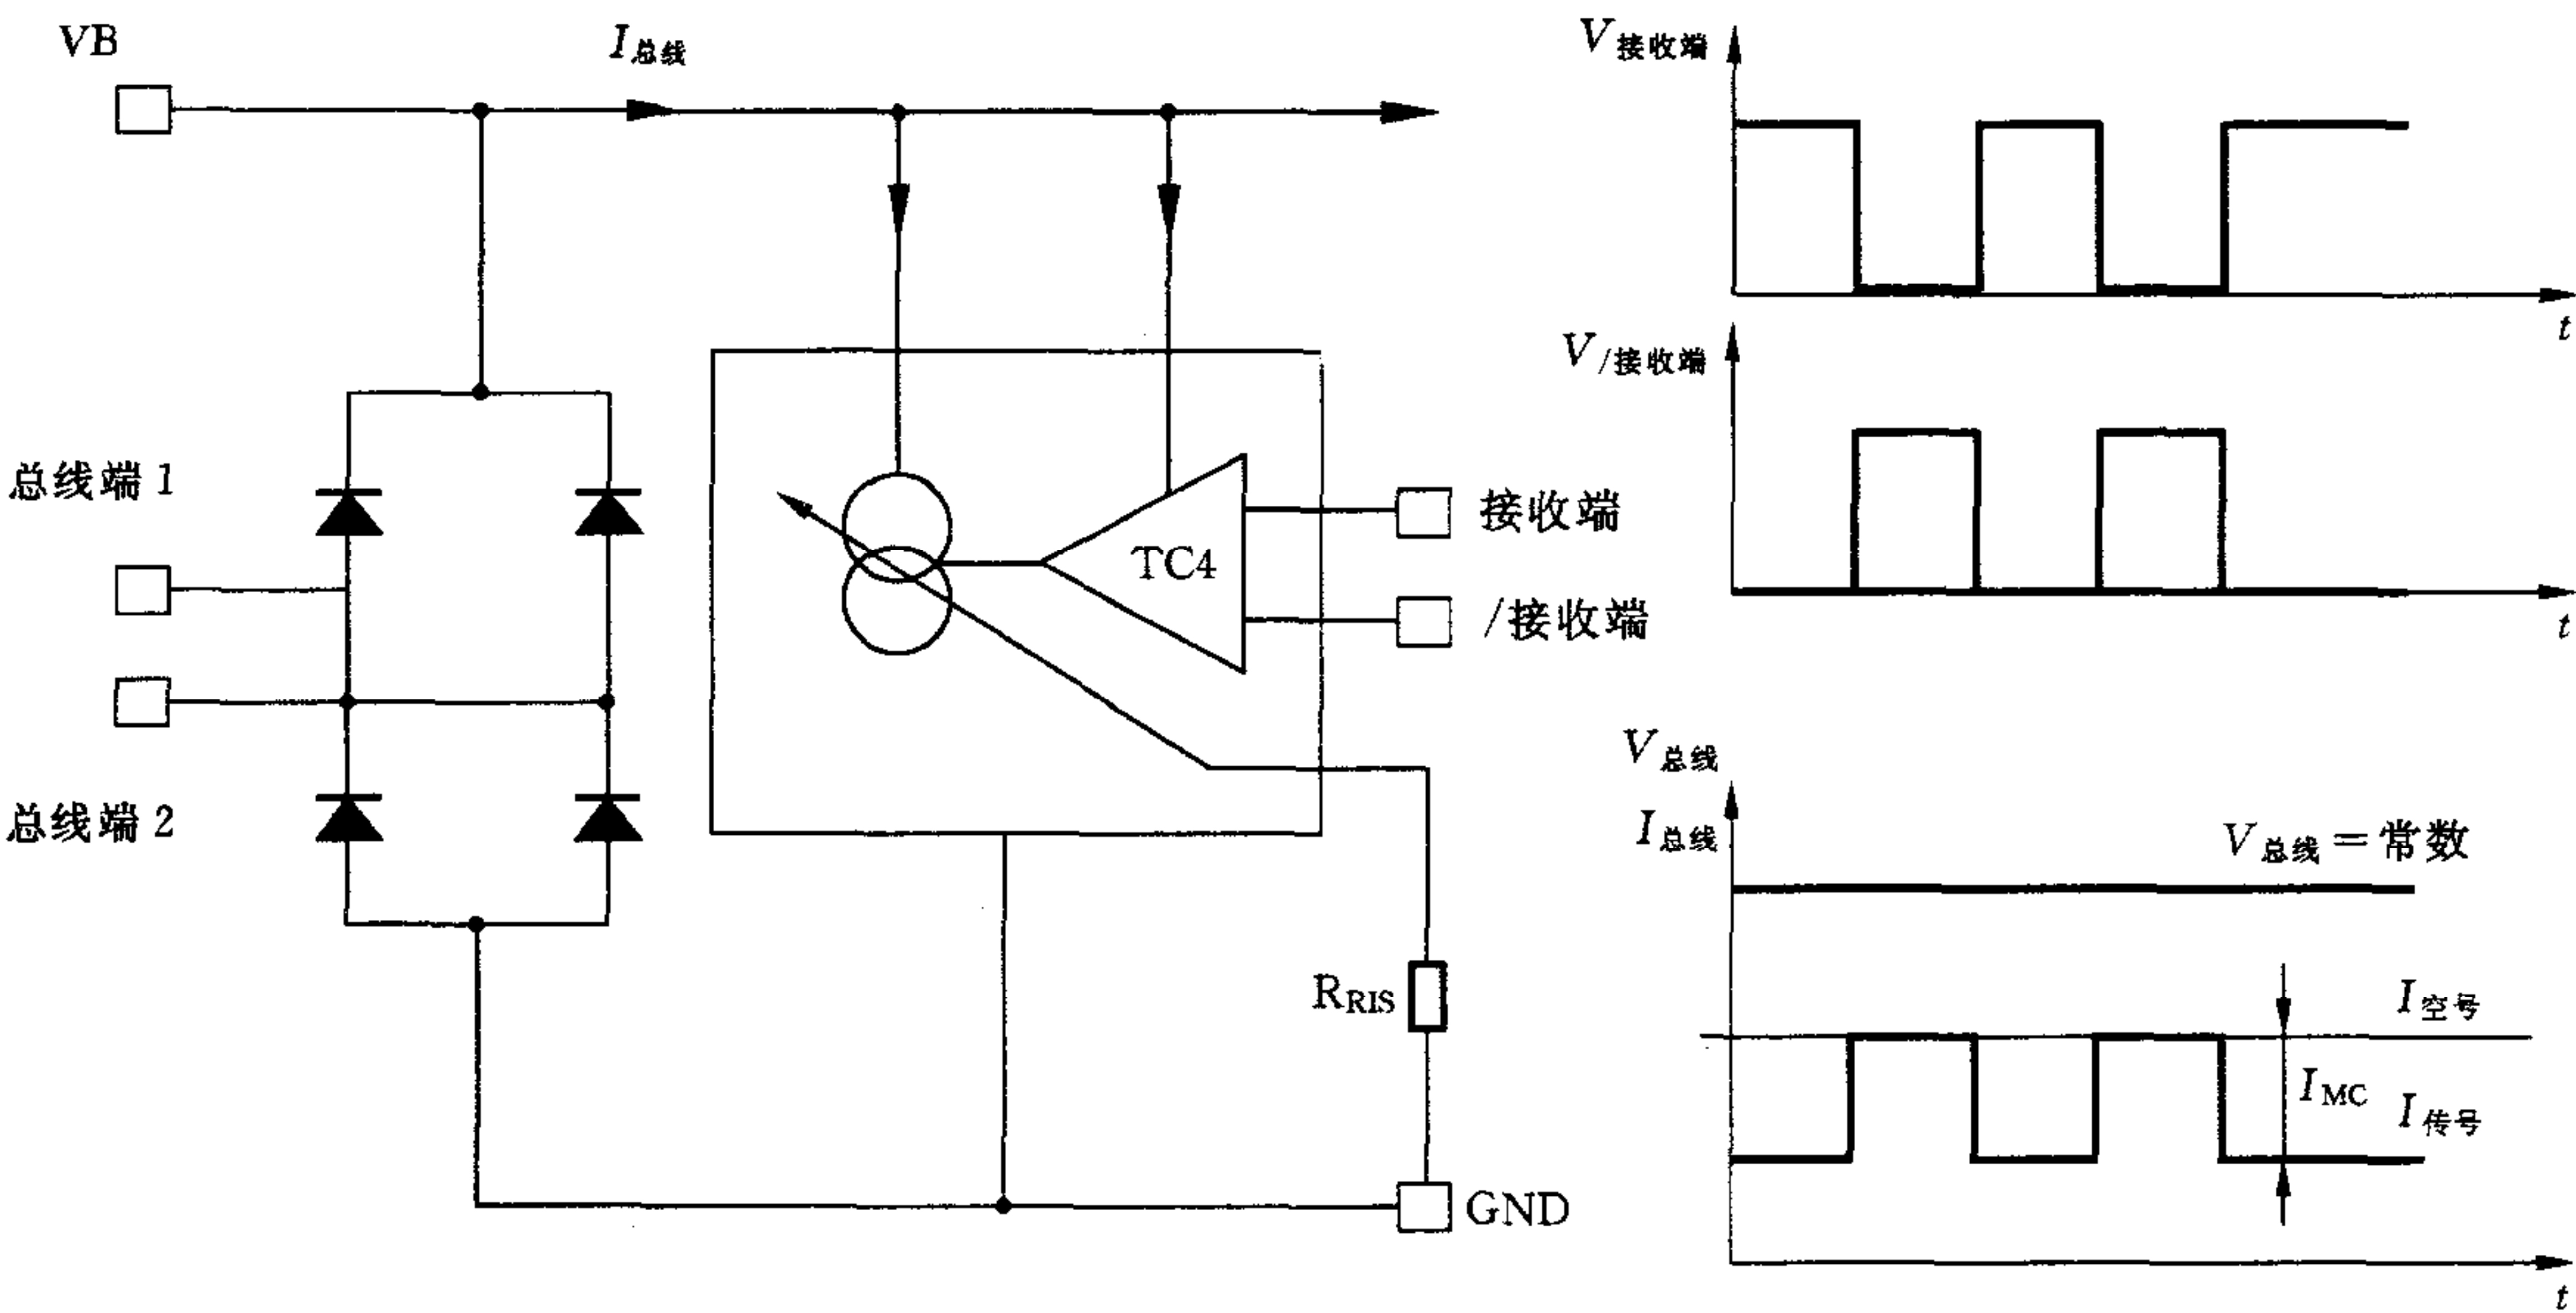 VB
I总线
总线端 1
总线端 2
TC4
接收端
/接收端
RRIS
GND
V接收端
t
V/接收端
t
V总线
I总线
V总线＝常数
I空号
IMC
I传号
t